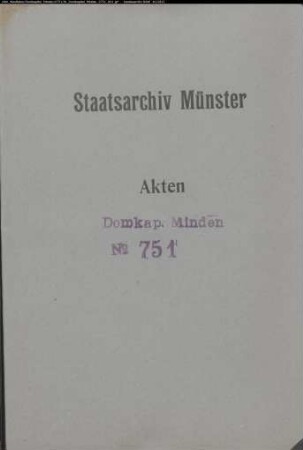 Staatsarchiv Münster
Akten
Domkap. Minden
№ 751